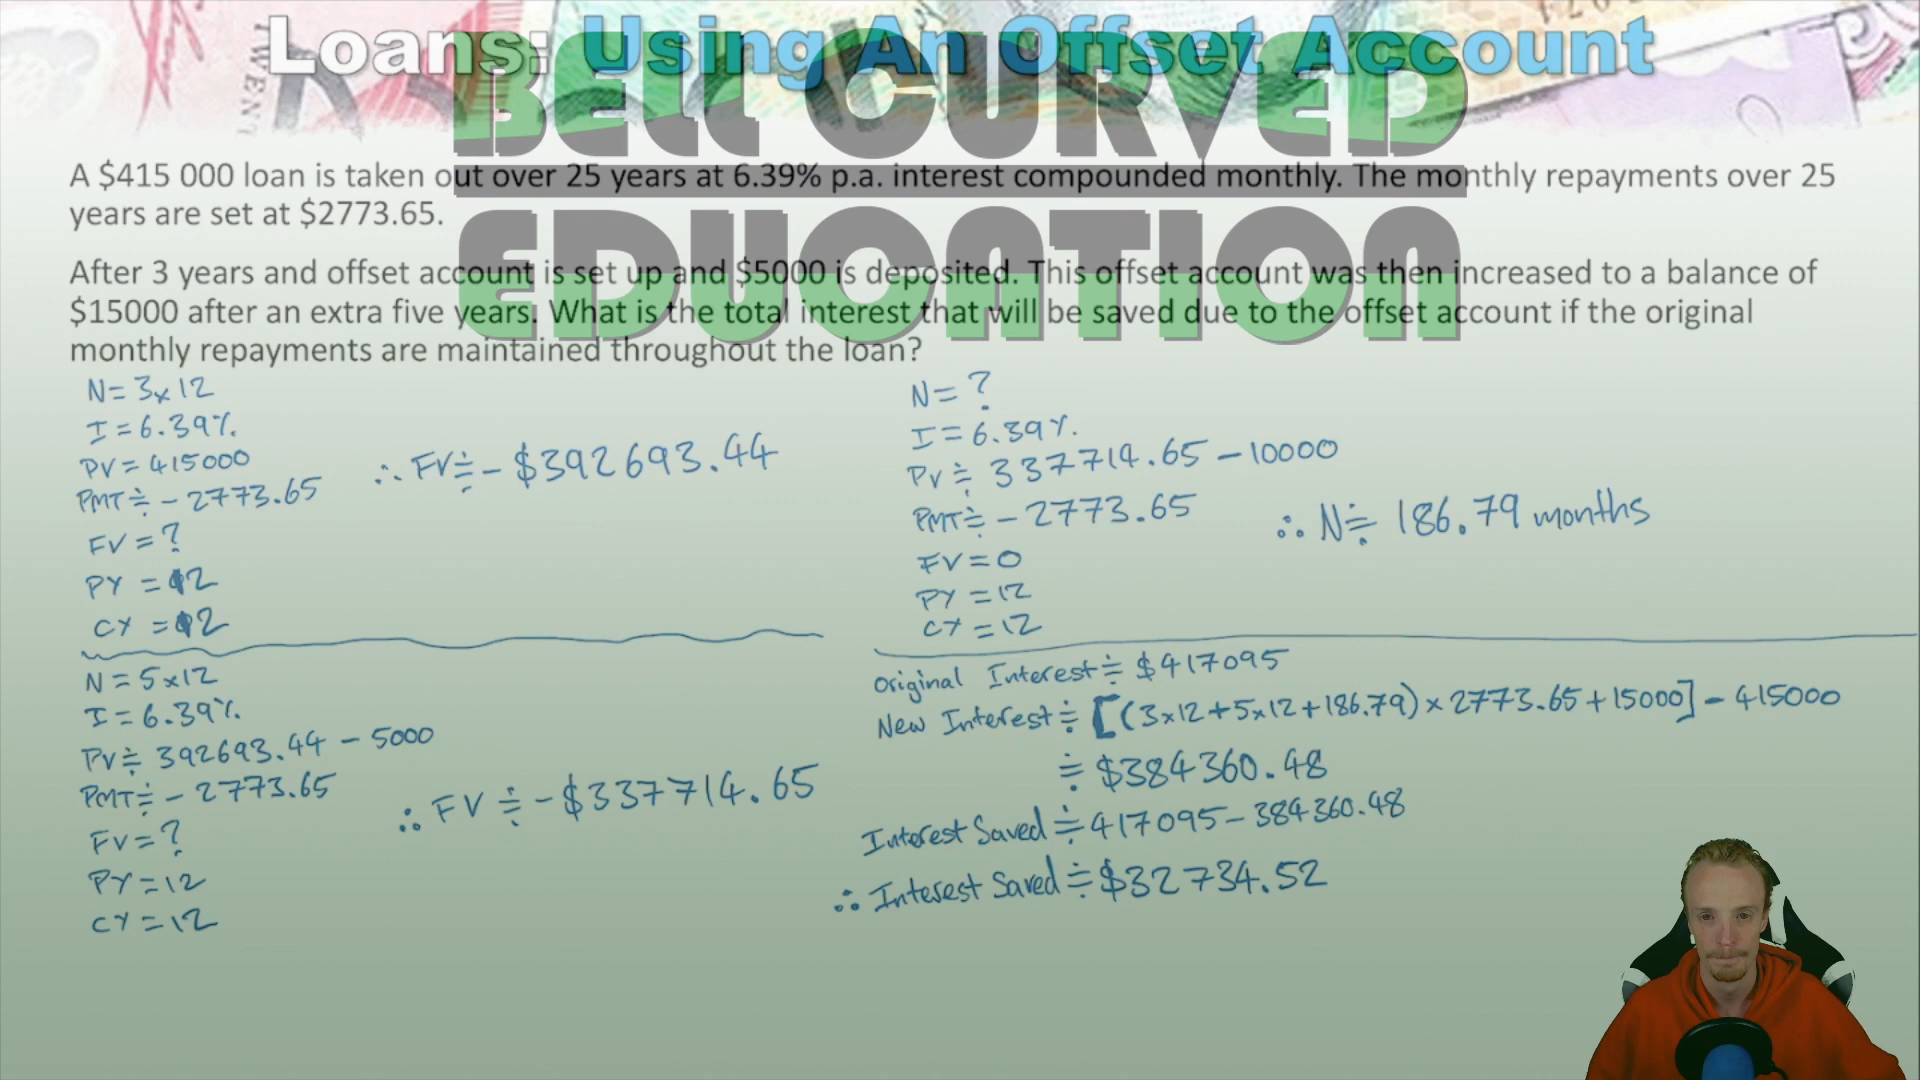 Loans: Using An Offset Account
BELL CURVED
EDUCATION
TWENT
A $415 000 loan is taken out over 25 years at 6.39% p.a. interest compounded monthly. The monthly repayments over 25
years are set at $2773.65.
After 3 years and offset account is set up and $5000 is deposited. This offset account was then increased to a balance of
$15000 after an extra five years. What is the total interest that will be saved due to the offset account if the original
monthly repayments are maintained throughout the loan?
N = 3x12
I = 6.39%
PV = 415000
PMT ≑ -2773.65
FV = ?
PY = 12
CY = 12
∴ FV ≑ -$392693.44
N = 5x12
I = 6.39%
PV ≑ 392693.44 - 5000
PMT ≑ -2773.65
FV = ?
PY = 12
CY = 12
∴ FV ≑ -$337714.65
N = ?
I = 6.39%
PV ≑ 337714.65 - 10000
PMT ≑ -2773.65
FV = 0
PY = 12
CY = 12
∴ N ≑ 186.79 months
Original Interest ≑ $417095
New Interest ≑ [(3x12+5x12+186.79) x 2773.65+15000] - 415000
≑ $384360.48
Interest Saved ≑ 417095 - 384360.48
∴ Interest Saved ≑ $32734.52